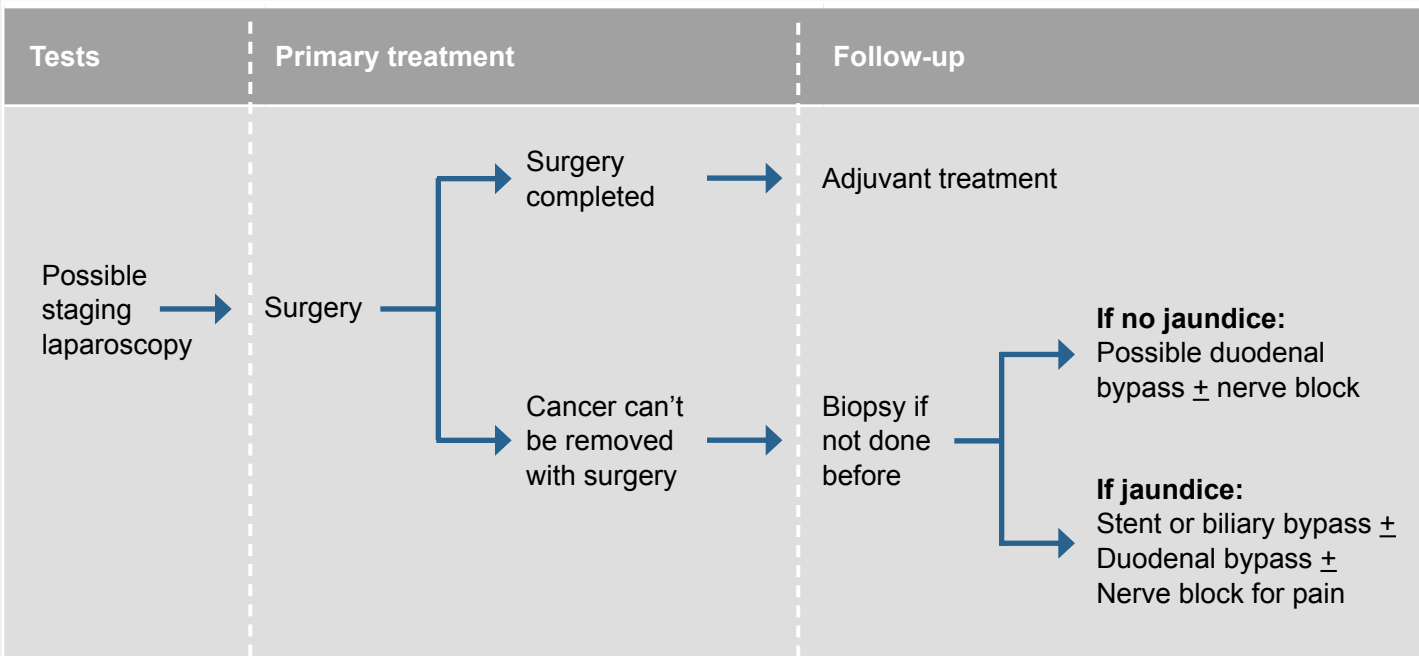 Tests
Primary treatment
Follow-up
Possible
staging
laparoscopy
Surgery
Surgery
completed
Adjuvant treatment
Cancer can’t
be removed
with surgery
Biopsy if
not done
before
If no jaundice:
Possible duodenal
bypass ± nerve block
If jaundice:
Stent or biliary bypass ±
Duodenal bypass ±
Nerve block for pain